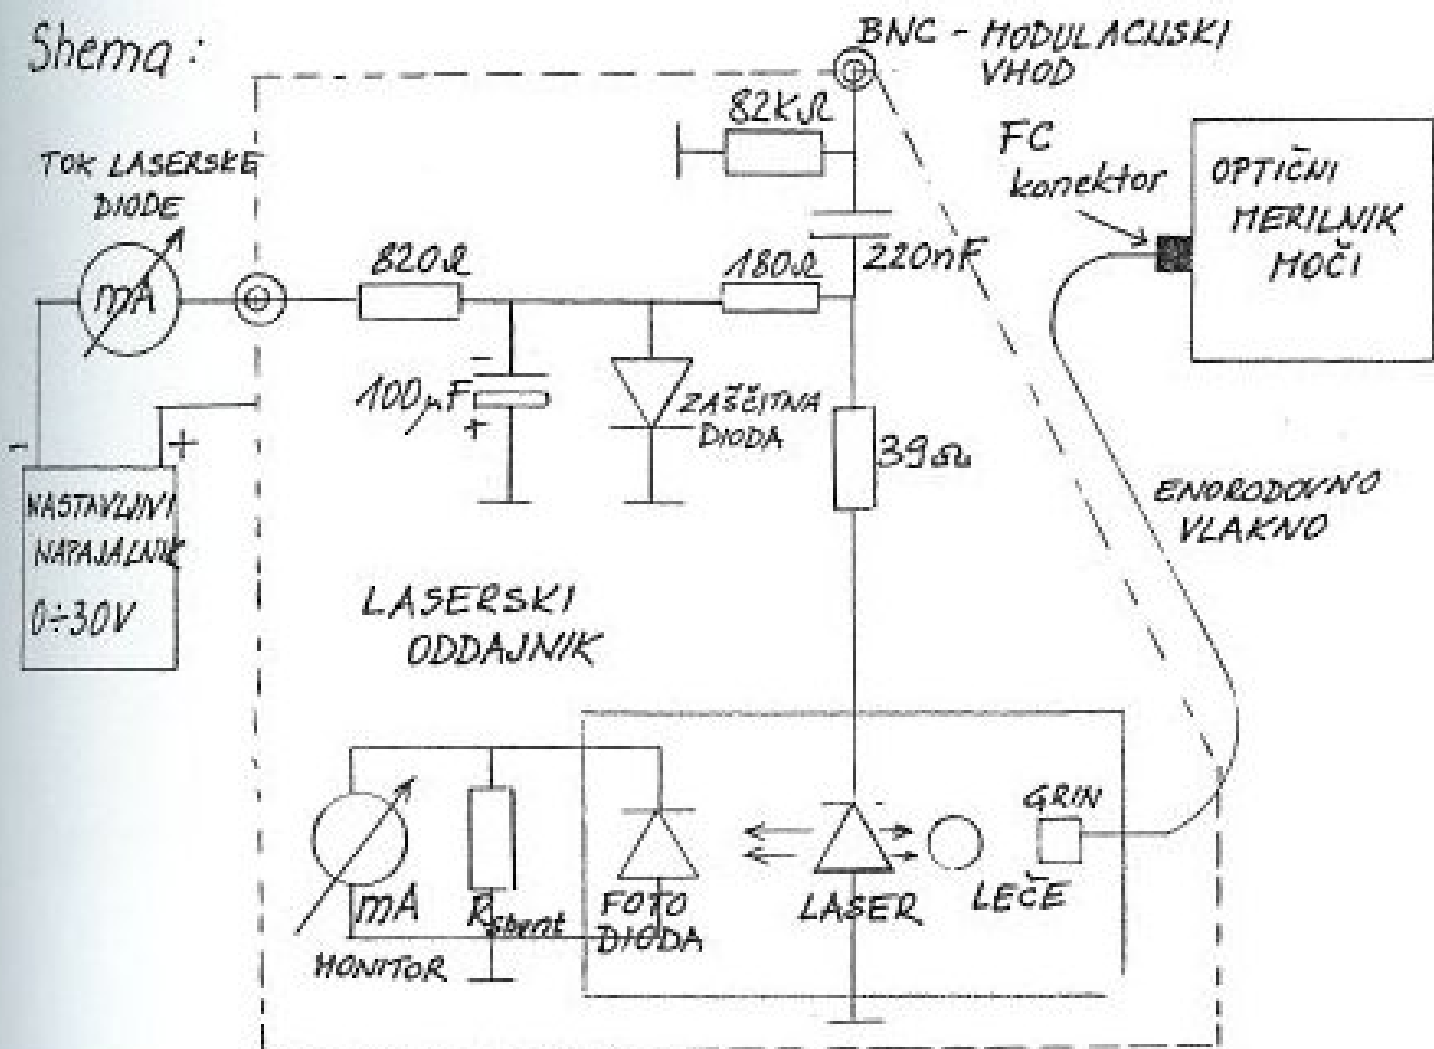 Shema :
BNC - MODULACIJSKI
VHOD
82KΩ
FC
konektor
OPTIČNI
MERILNIK
MOČI
TOK LASERSKE
DIODE
mA
820Ω
180Ω
220nF
100µF
-
+
ZAŠČITNA
DIODA
39Ω
- +
NASTAVLJIVI
NAPAJALNIK
0÷30V
ENORODOVNO
VLAKNO
LASERSKI
ODDAJNIK
mA
MONITOR
Rshent
FOTO
DIODA
LASER
GRIN
LEČE